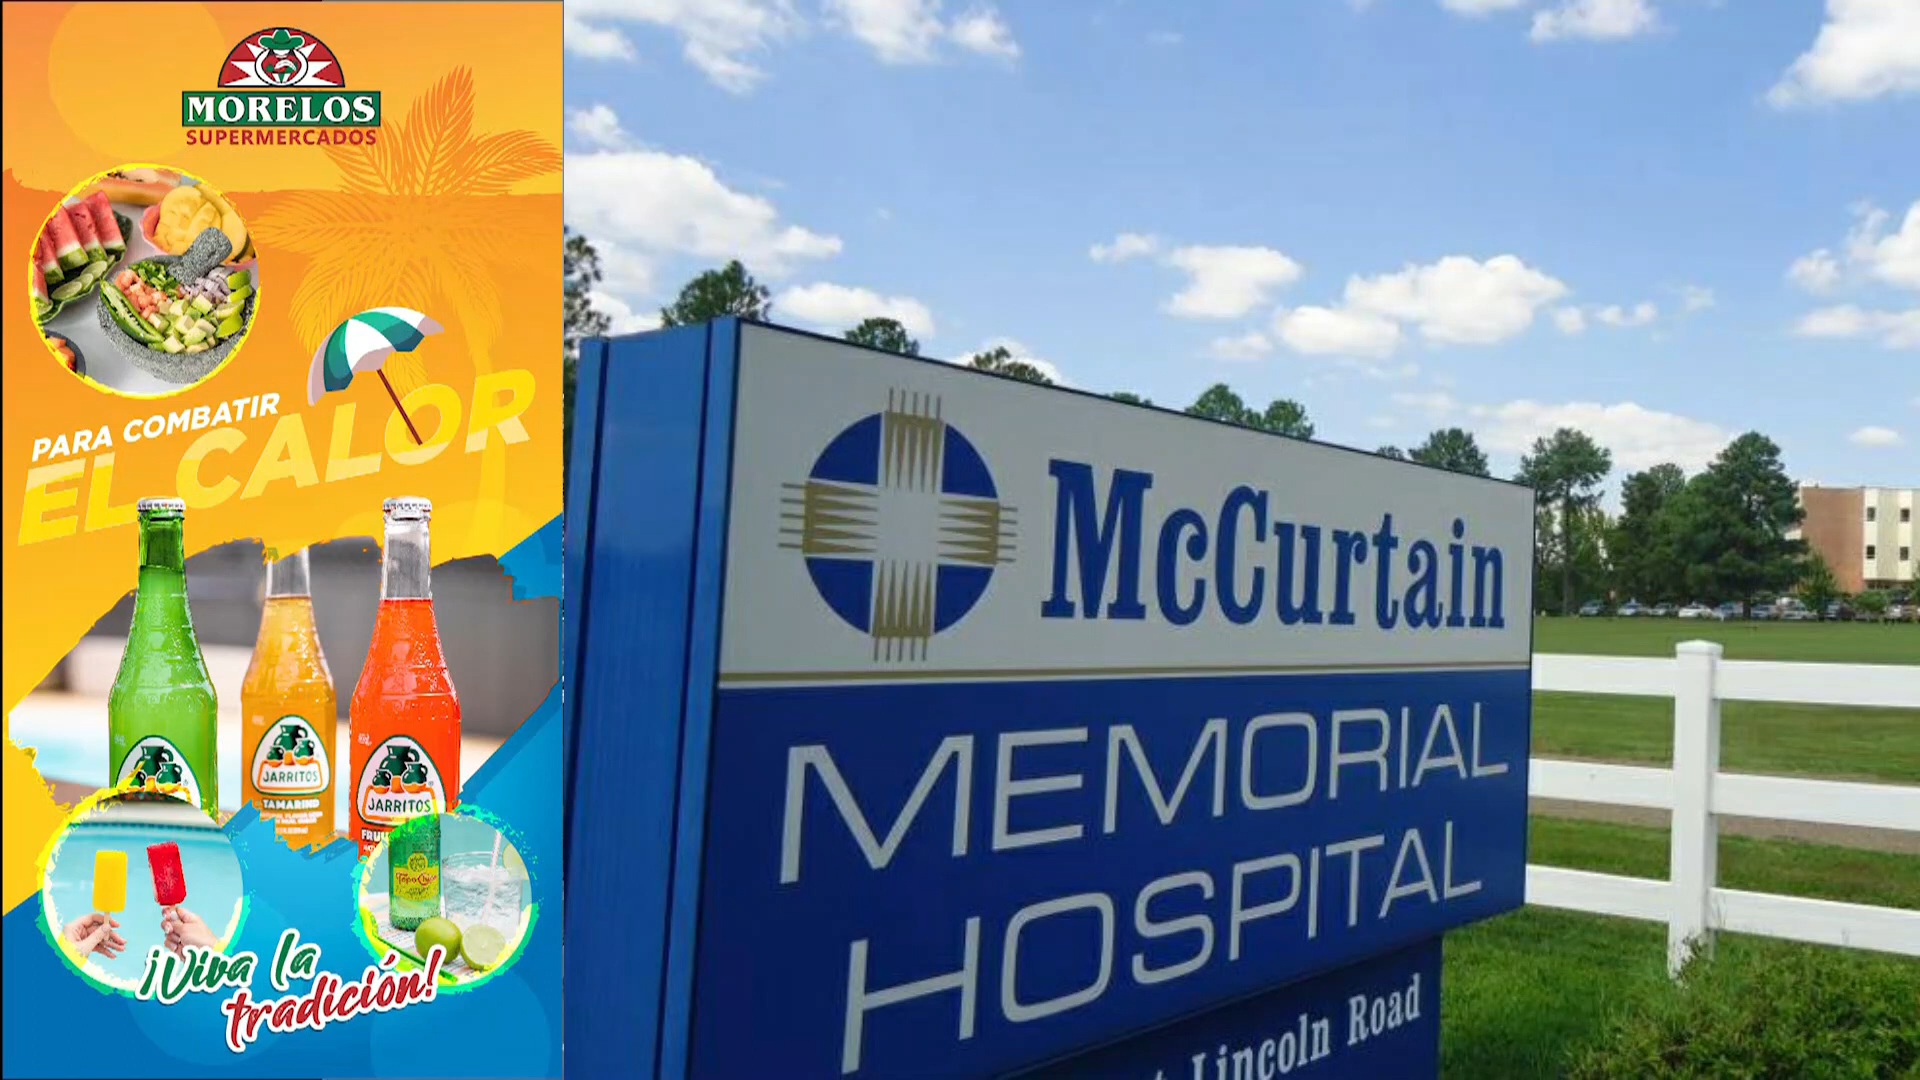 MORELOS
SUPERMERCADOS
PARA COMBATIR
EL CALOR
JARRITOS
TAMARIND
JARRITOS
Topo Chico
¡Viva la
tradición!
McCurtain
MEMORIAL
HOSPITAL
Lincoln Road